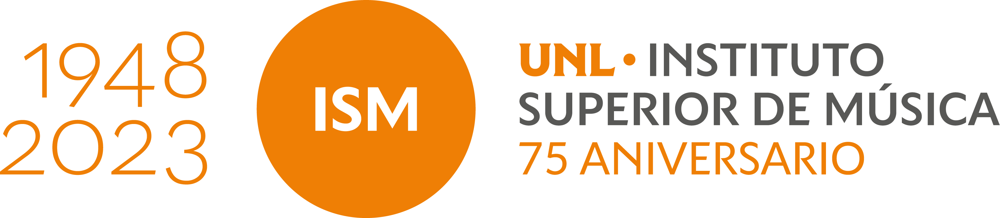 1948
2023
ISM
UNL • INSTITUTO
SUPERIOR DE MÚSICA
75 ANIVERSARIO